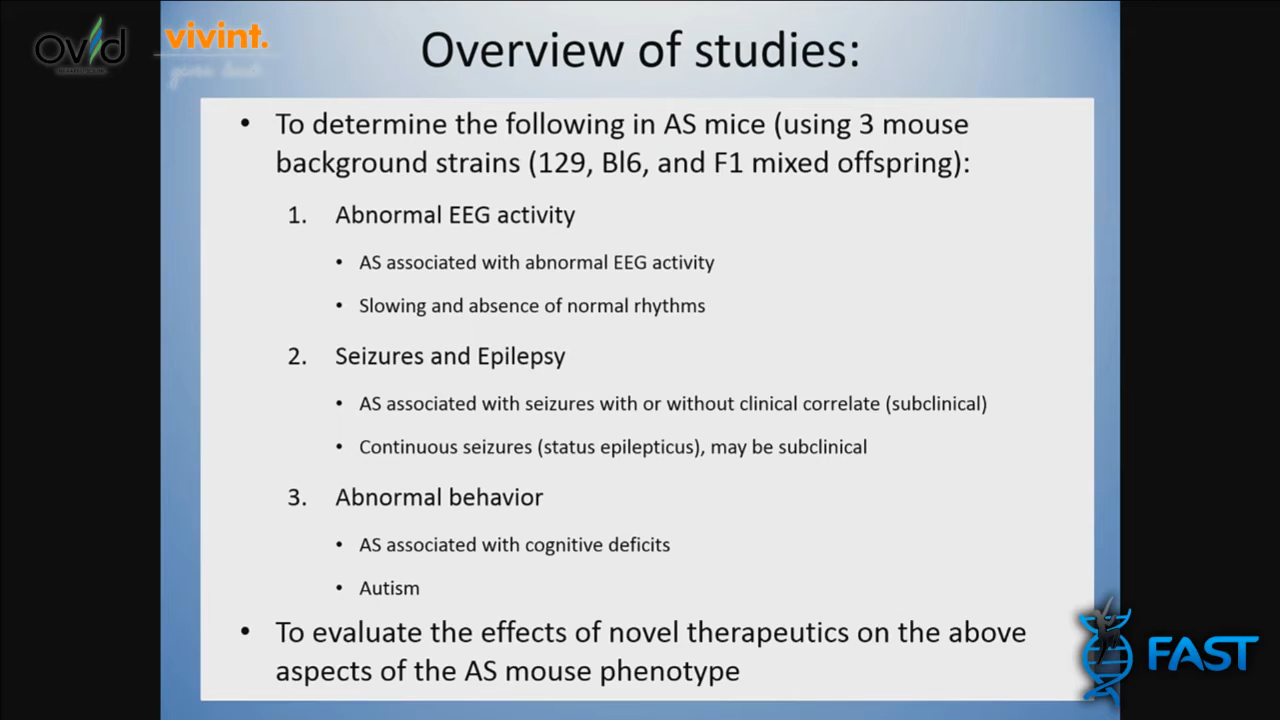 ovid
vivint.
gives back
Overview of studies:
• To determine the following in AS mice (using 3 mouse
background strains (129, Bl6, and F1 mixed offspring):
1. Abnormal EEG activity
• AS associated with abnormal EEG activity
• Slowing and absence of normal rhythms
2. Seizures and Epilepsy
• AS associated with seizures with or without clinical correlate (subclinical)
• Continuous seizures (status epilepticus), may be subclinical
3. Abnormal behavior
• AS associated with cognitive deficits
• Autism
• To evaluate the effects of novel therapeutics on the above
aspects of the AS mouse phenotype
FAST